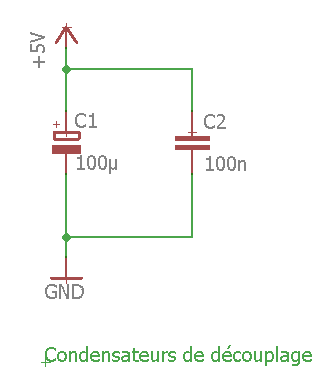 +5V
C1
100µ
C2
100n
GND
Condensateurs de découplage